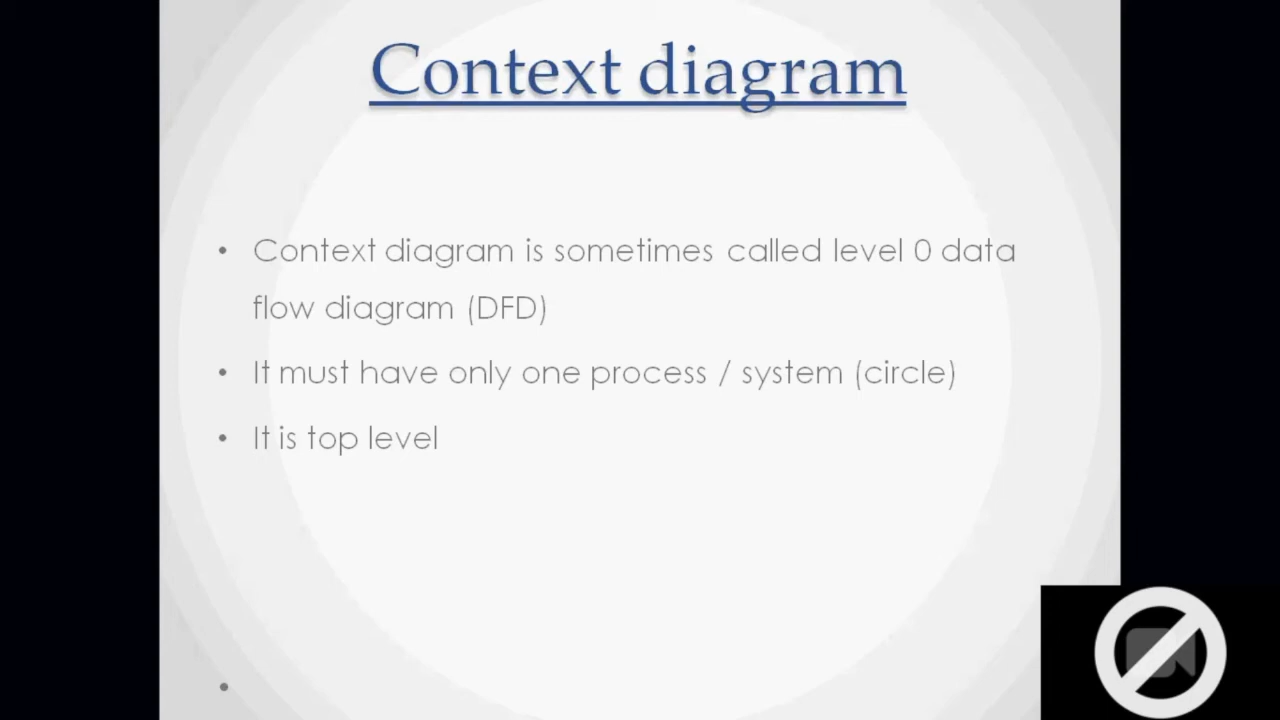 Context diagram
• Context diagram is sometimes called level 0 data
flow diagram (DFD)
• It must have only one process / system (circle)
• It is top level
•